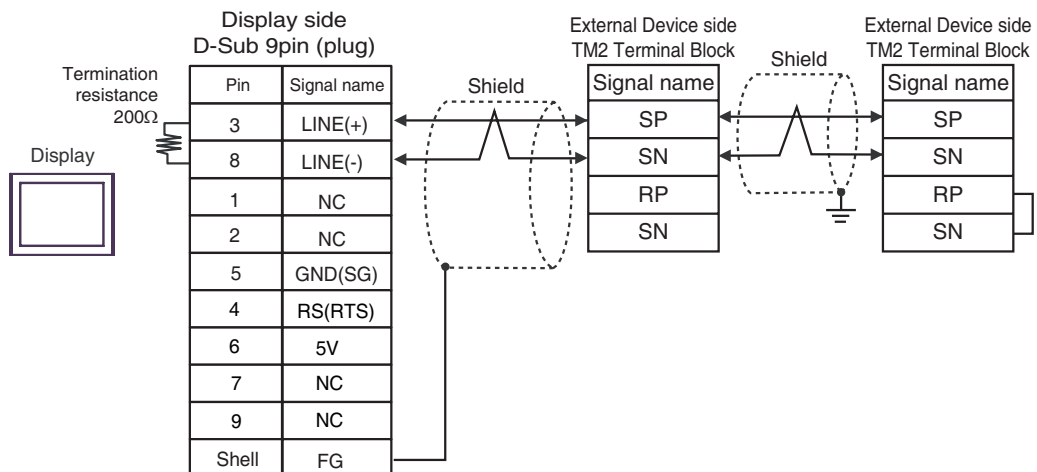 Display side
D-Sub 9pin (plug)
Termination
resistance
200Ω
Display
Pin Signal name
3 LINE(+)
8 LINE(-)
1 NC
2 NC
5 GND(SG)
4 RS(RTS)
6 5V
7 NC
9 NC
Shell FG
Shield
External Device side
TM2 Terminal Block
Signal name
SP
SN
RP
SN
Shield
External Device side
TM2 Terminal Block
Signal name
SP
SN
RP
SN